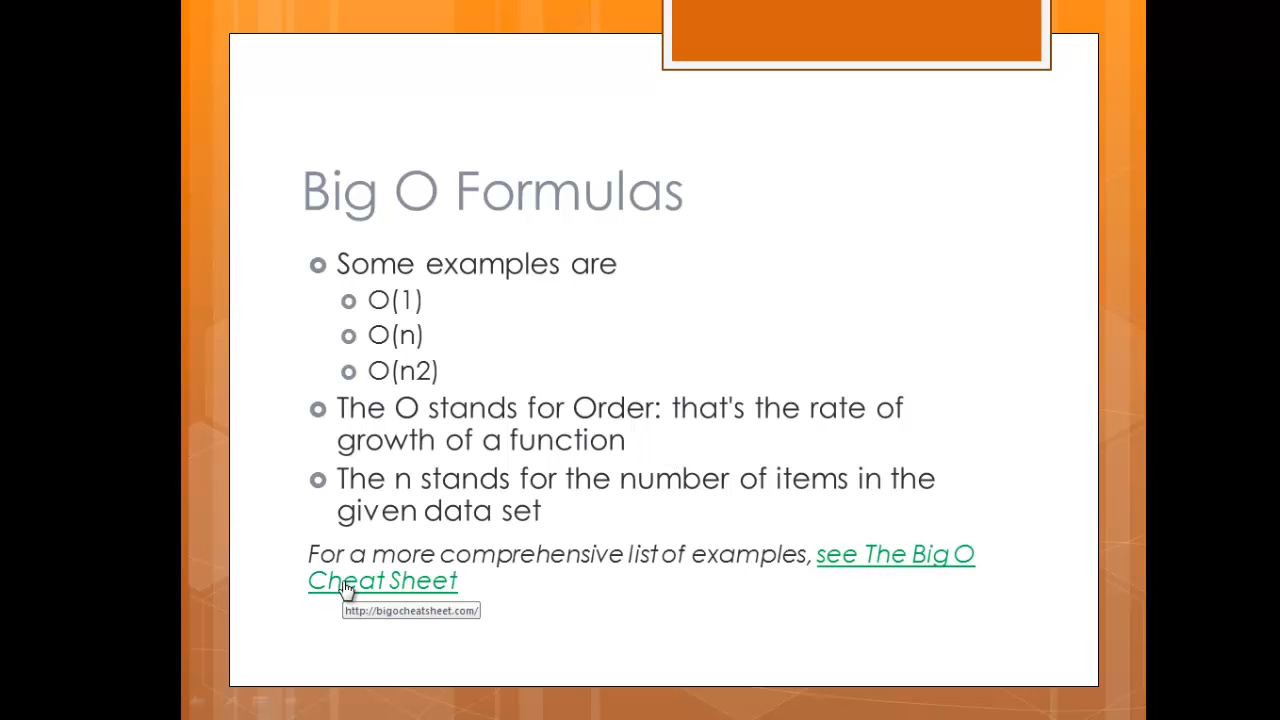 Big O Formulas
Some examples are
O(1)
O(n)
O(n2)
The O stands for Order: that's the rate of
growth of a function
The n stands for the number of items in the
given data set
For a more comprehensive list of examples, see The Big O
Cheat Sheet
http://bigocheatsheet.com/